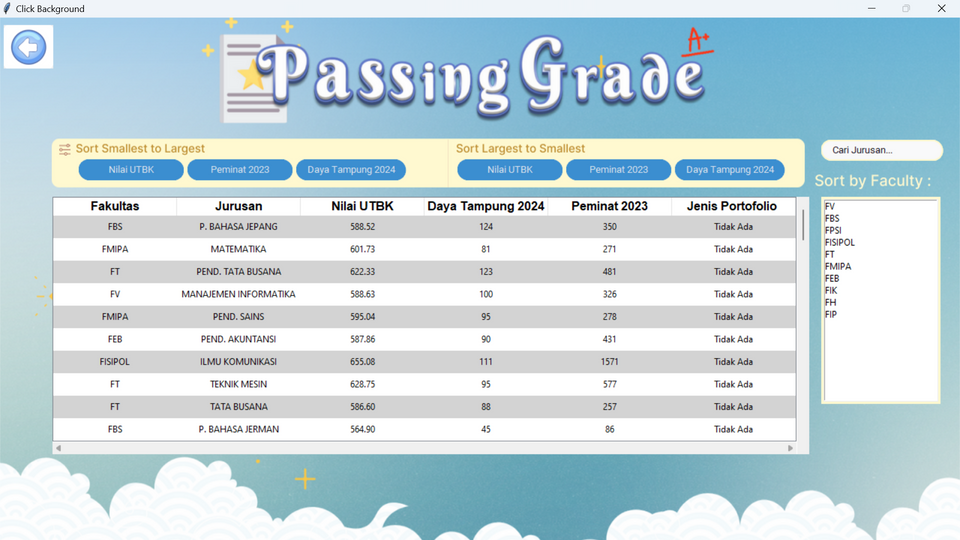 Click Background
Passing Grade
A+
Sort Smallest to Largest
Nilai UTBK Peminat 2023 Daya Tampung 2024
Sort Largest to Smallest
Nilai UTBK Peminat 2023 Daya Tampung 2024
Cari Jurusan...
Sort by Faculty :
Fakultas Jurusan Nilai UTBK Daya Tampung 2024 Peminat 2023 Jenis Portofolio
FBS P. BAHASA JEPANG 588.52 124 350 Tidak Ada
FMIPA MATEMATIKA 601.73 81 271 Tidak Ada
FT PEND. TATA BUSANA 622.33 123 481 Tidak Ada
FV MANAJEMEN INFORMATIKA 588.63 100 326 Tidak Ada
FMIPA PEND. SAINS 595.04 95 278 Tidak Ada
FEB PEND. AKUNTANSI 587.86 90 431 Tidak Ada
FISIPOL ILMU KOMUNIKASI 655.08 111 1571 Tidak Ada
FT TEKNIK MESIN 628.75 95 577 Tidak Ada
FT TATA BUSANA 586.60 88 257 Tidak Ada
FBS P. BAHASA JERMAN 564.90 45 86 Tidak Ada
FV
FBS
FPSI
FISIPOL
FT
FMIPA
FEB
FIK
FH
FIP